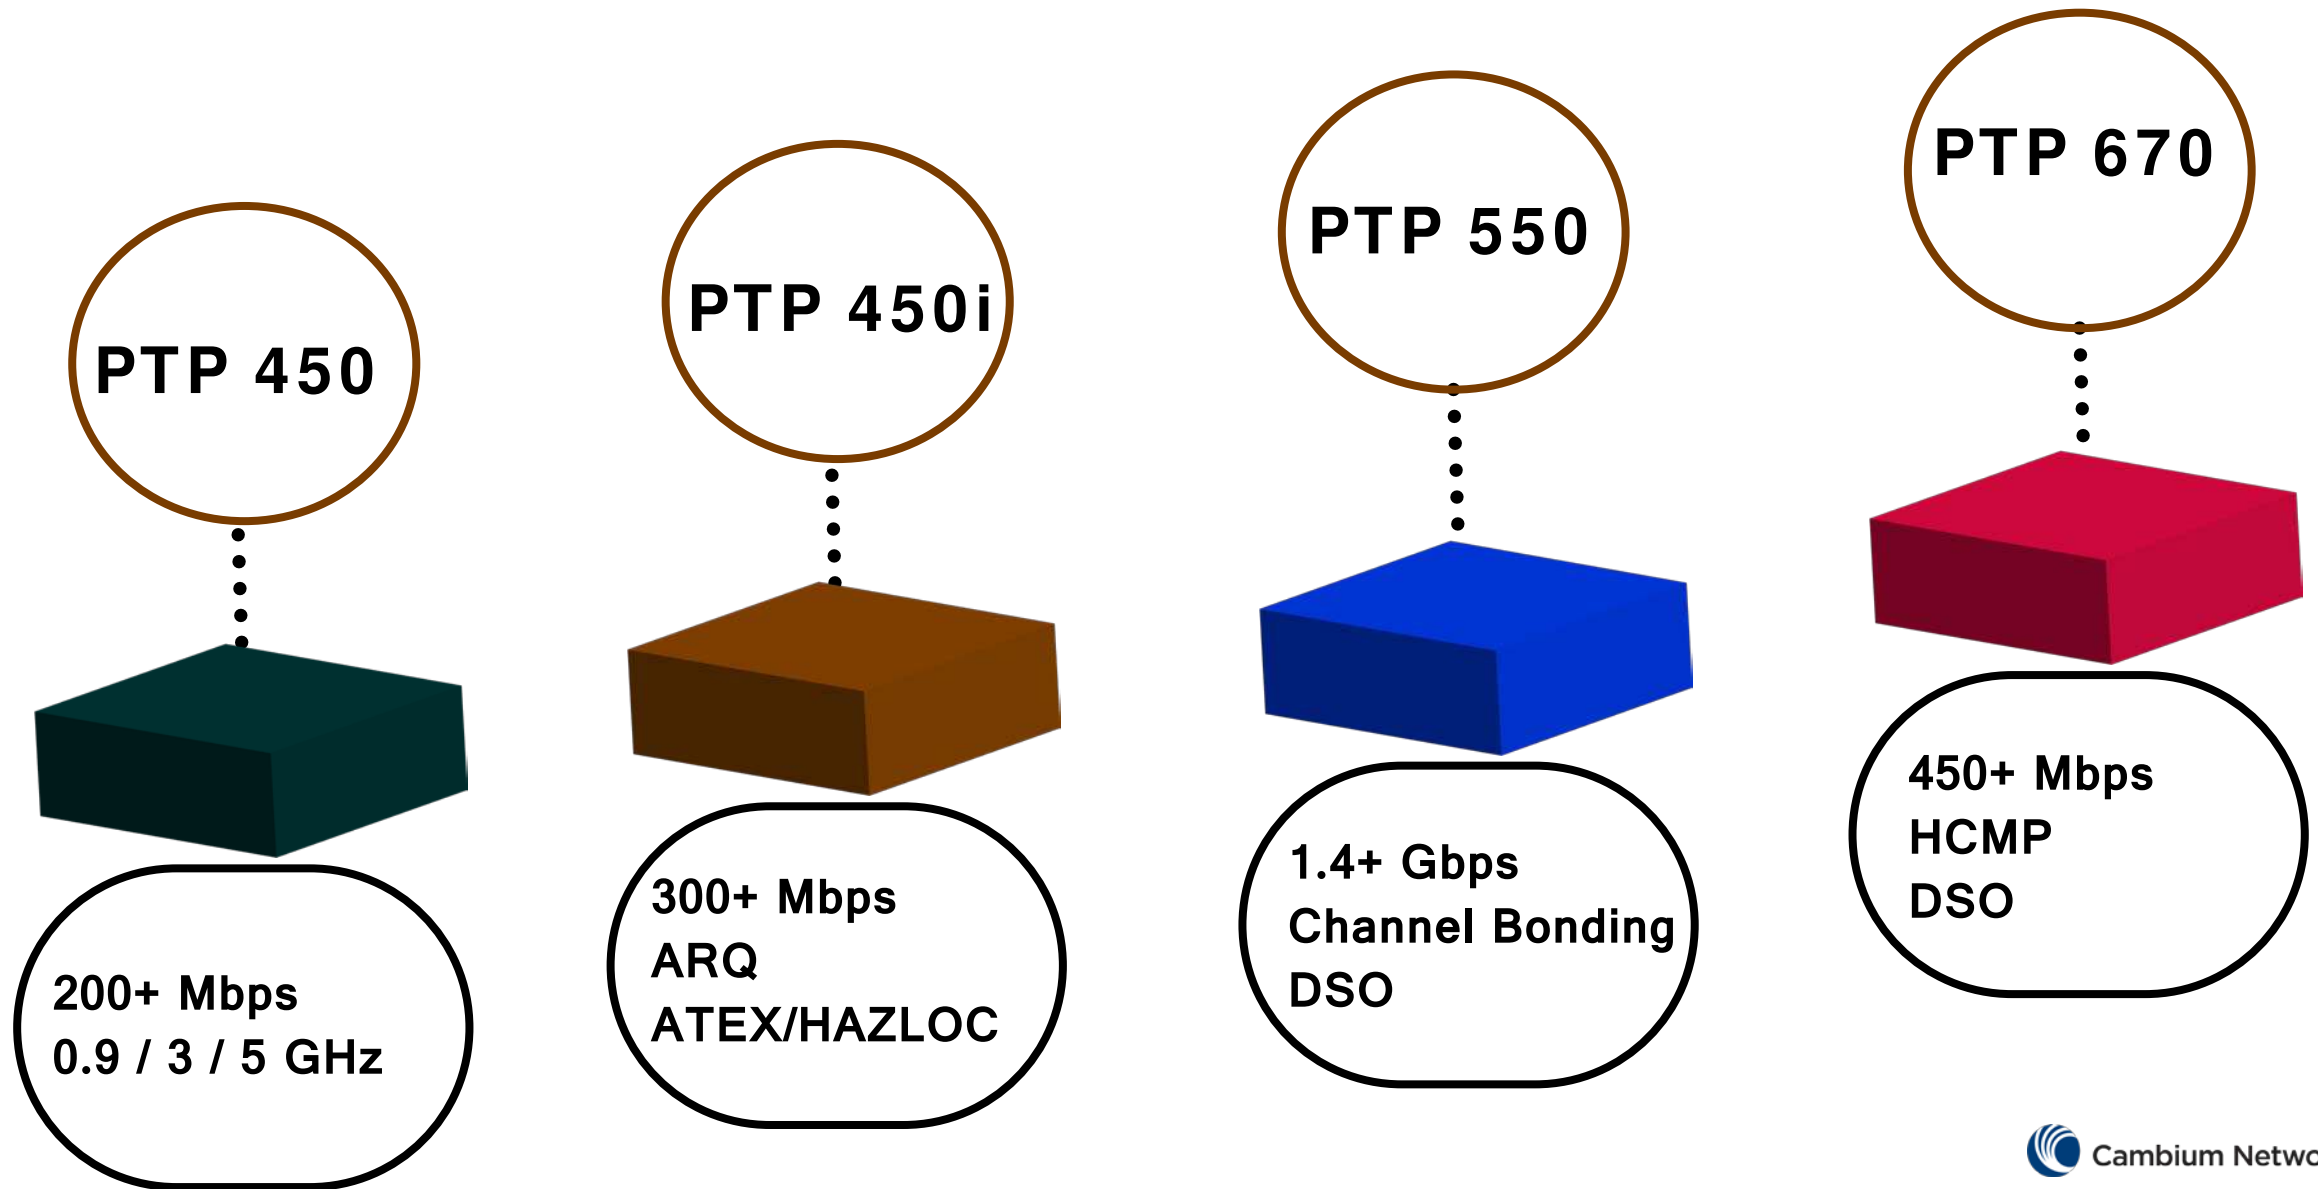 PTP 450
200+ Mbps
0.9 / 3 / 5 GHz
PTP 450i
300+ Mbps
ARQ
ATEX/HAZLOC
PTP 550
1.4+ Gbps
Channel Bonding
DSO
PTP 670
450+ Mbps
HCMP
DSO
Cambium Netwo